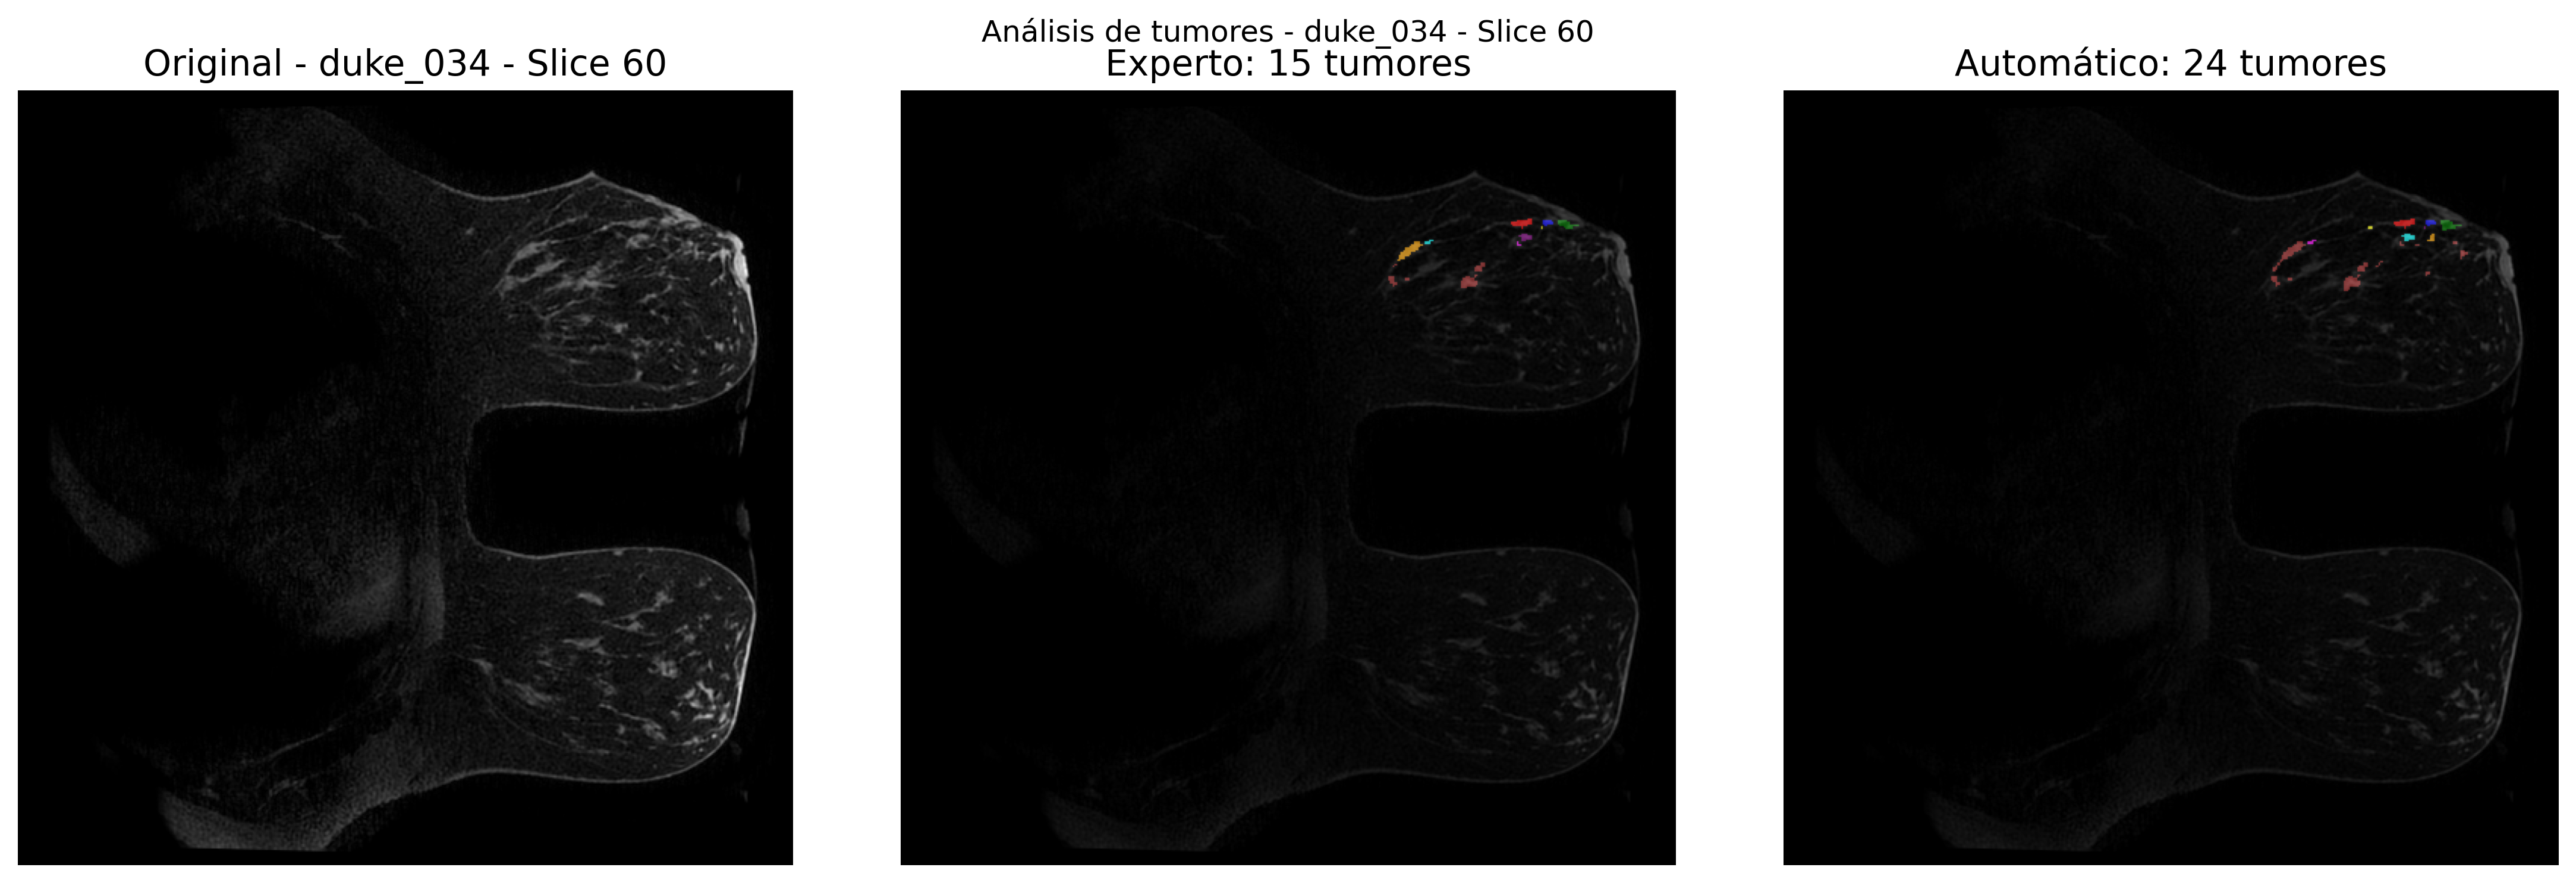 Análisis de tumores - duke_034 - Slice 60
Original - duke_034 - Slice 60
Experto: 15 tumores
Automático: 24 tumores